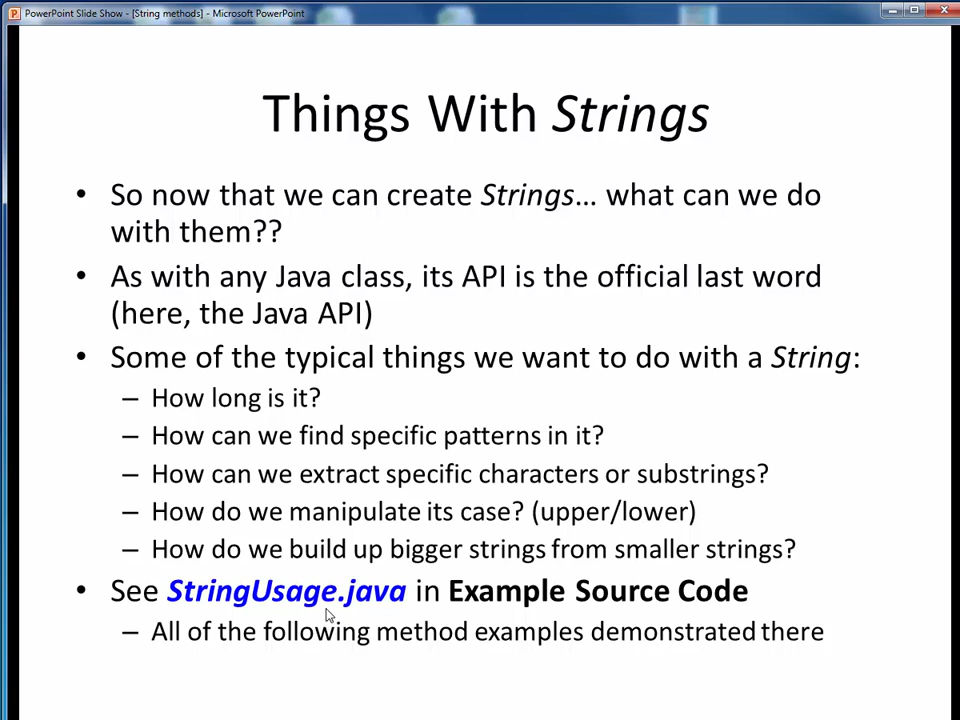 PowerPoint Slide Show - [String methods] - Microsoft PowerPoint
Things With Strings
• So now that we can create Strings... what can we do
with them??
• As with any Java class, its API is the official last word
(here, the Java API)
• Some of the typical things we want to do with a String:
– How long is it?
– How can we find specific patterns in it?
– How can we extract specific characters or substrings?
– How do we manipulate its case? (upper/lower)
– How do we build up bigger strings from smaller strings?
• See StringUsage.java in Example Source Code
– All of the following method examples demonstrated there